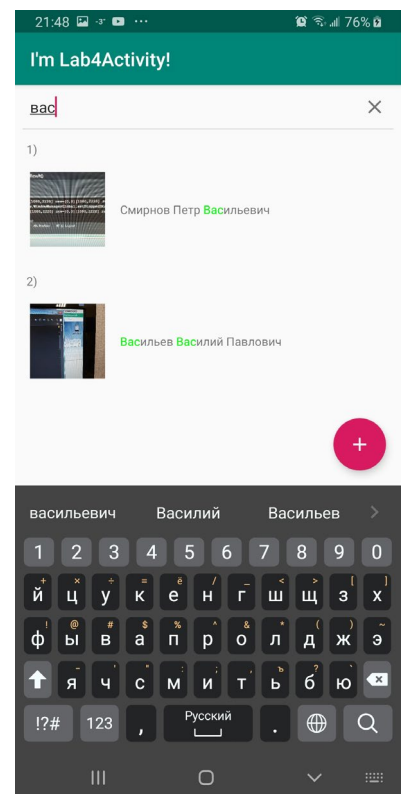 21:48 -3° ··· 76%
I'm Lab4Activity!
вас
1)
Смирнов Петр Васильевич
2)
Васильев Василий Павлович
+
васильевич Василий Васильев
1 2 3 4 5 6 7 8 9 0
+ × ÷ = ё / _ < > [ ]
й ц у к е н г ш щ з х
! @ # $ % ^ & * ( ) ~
ф ы в а п р о л д ж э
я ч с м и т ь б ю
!?# 123 , Русский .